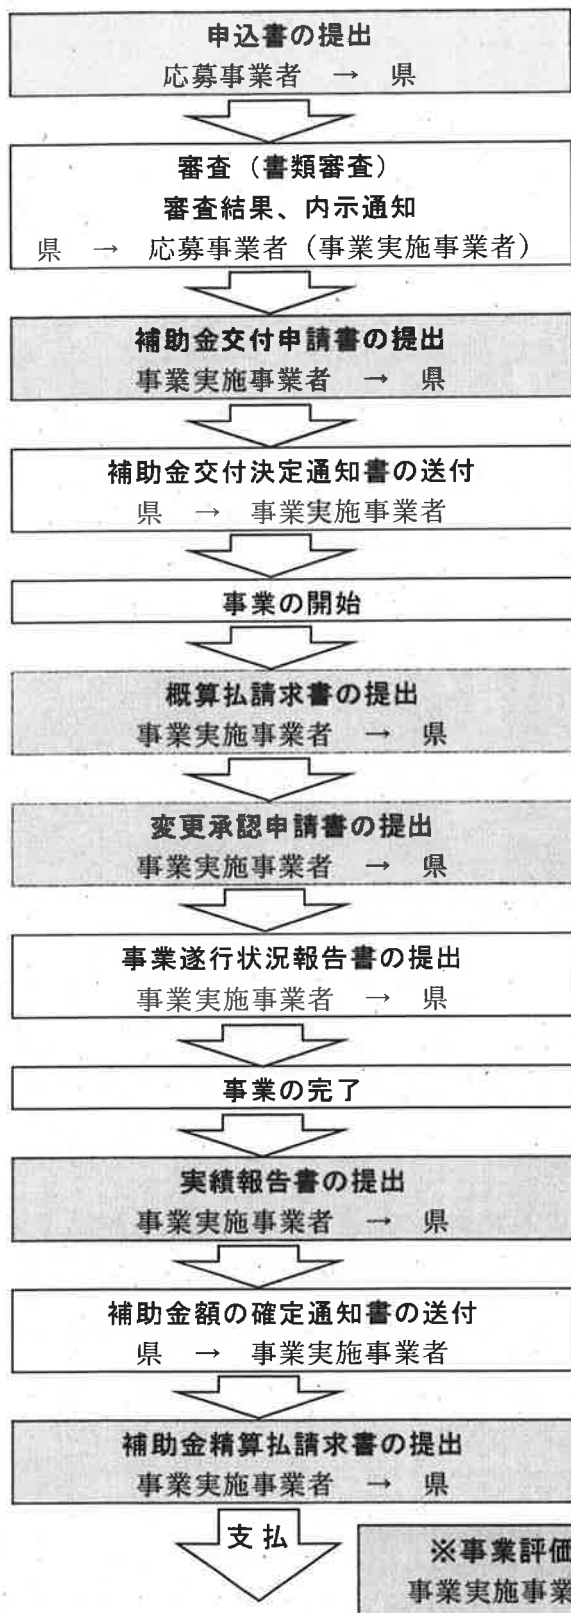 申込書の提出
応募事業者 → 県
審査（書類審査）
審査結果、内示通知
県 → 応募事業者（事業実施事業者）
補助金交付申請書の提出
事業実施事業者 → 県
補助金交付決定通知書の送付
県 → 事業実施事業者
事業の開始
概算払請求書の提出
事業実施事業者 → 県
変更承認申請書の提出
事業実施事業者 → 県
事業遂行状況報告書の提出
事業実施事業者 → 県
事業の完了
実績報告書の提出
事業実施事業者 → 県
補助金額の確定通知書の送付
県 → 事業実施事業者
補助金精算払請求書の提出
事業実施事業者 → 県
支払
※事業評価
事業実施事業